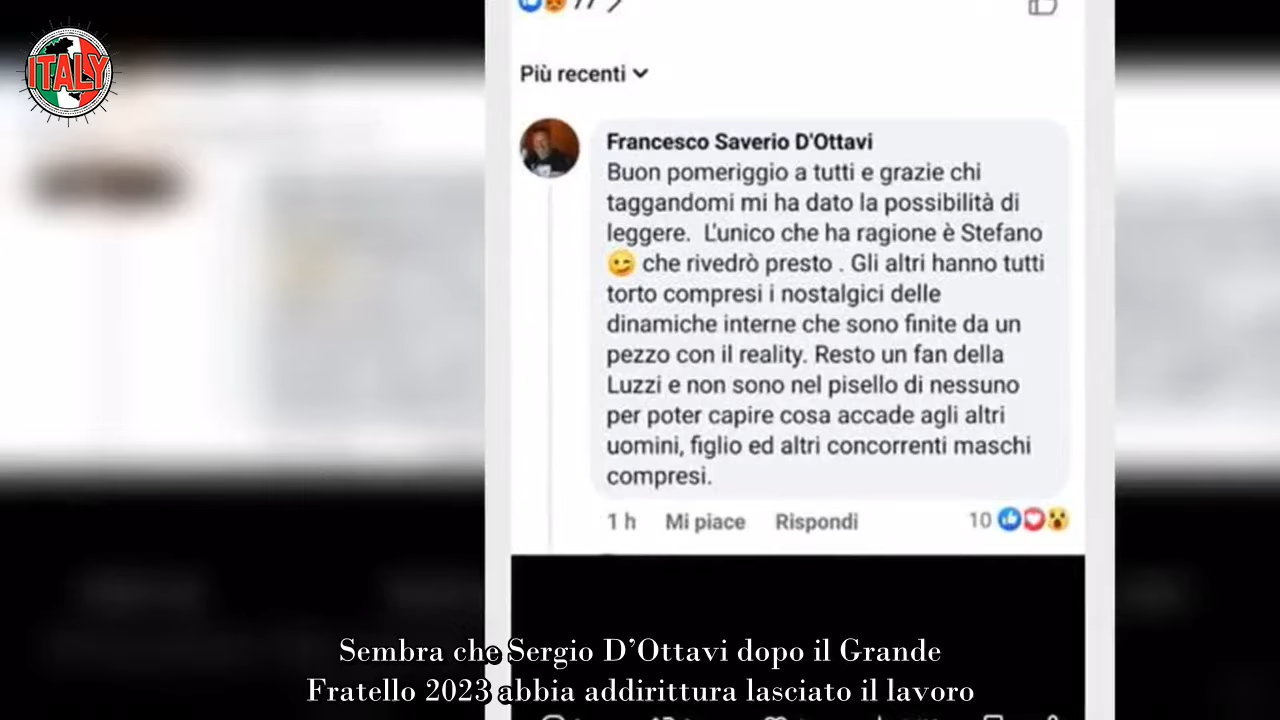 ITALY
Più recenti
Francesco Saverio D'Ottavi
Buon pomeriggio a tutti e grazie chi
taggandomi mi ha dato la possibilità di
leggere. L'unico che ha ragione è Stefano
😉 che rivedrò presto . Gli altri hanno tutti
torto compresi i nostalgici delle
dinamiche interne che sono finite da un
pezzo con il reality. Resto un fan della
Luzzi e non sono nel pisello di nessuno
per poter capire cosa accade agli altri
uomini, figlio ed altri concorrenti maschi
compresi.
1 h Mi piace Rispondi 10
Sembra che Sergio D’Ottavi dopo il Grande
Fratello 2023 abbia addirittura lasciato il lavoro